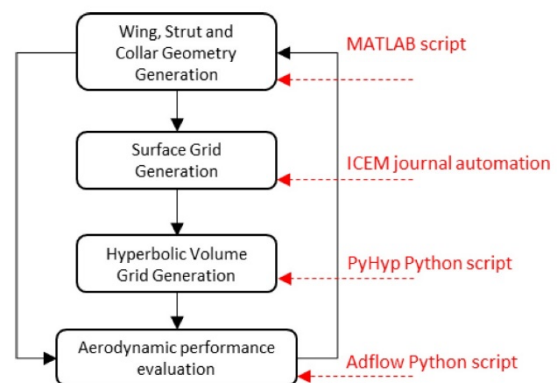 Wing, Strut and
Collar Geometry
Generation
MATLAB script
Surface Grid
Generation
ICEM journal automation
Hyperbolic Volume
Grid Generation
PyHyp Python script
Aerodynamic performance
evaluation
Adflow Python script